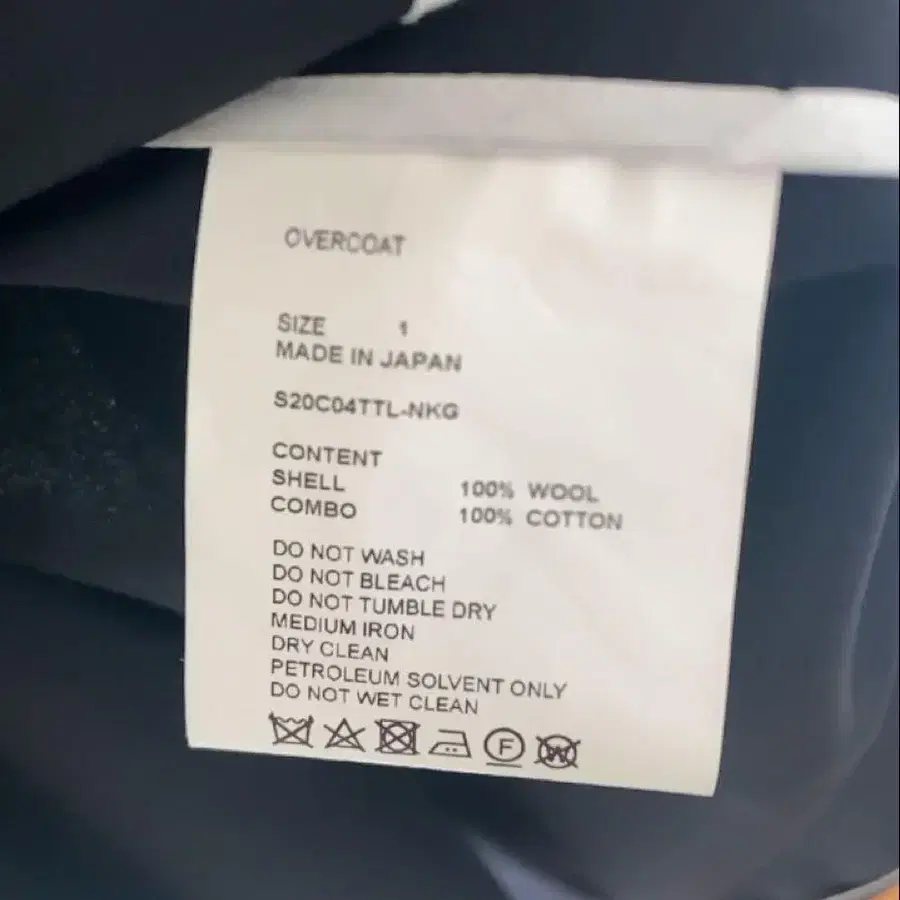 OVERCOAT
SIZE 1
MADE IN JAPAN
S20C04TTL-NKG
CONTENT
SHELL 100% WOOL
COMBO 100% COTTON
DO NOT WASH
DO NOT BLEACH
DO NOT TUMBLE DRY
MEDIUM IRON
DRY CLEAN
PETROLEUM SOLVENT ONLY
DO NOT WET CLEAN
F W